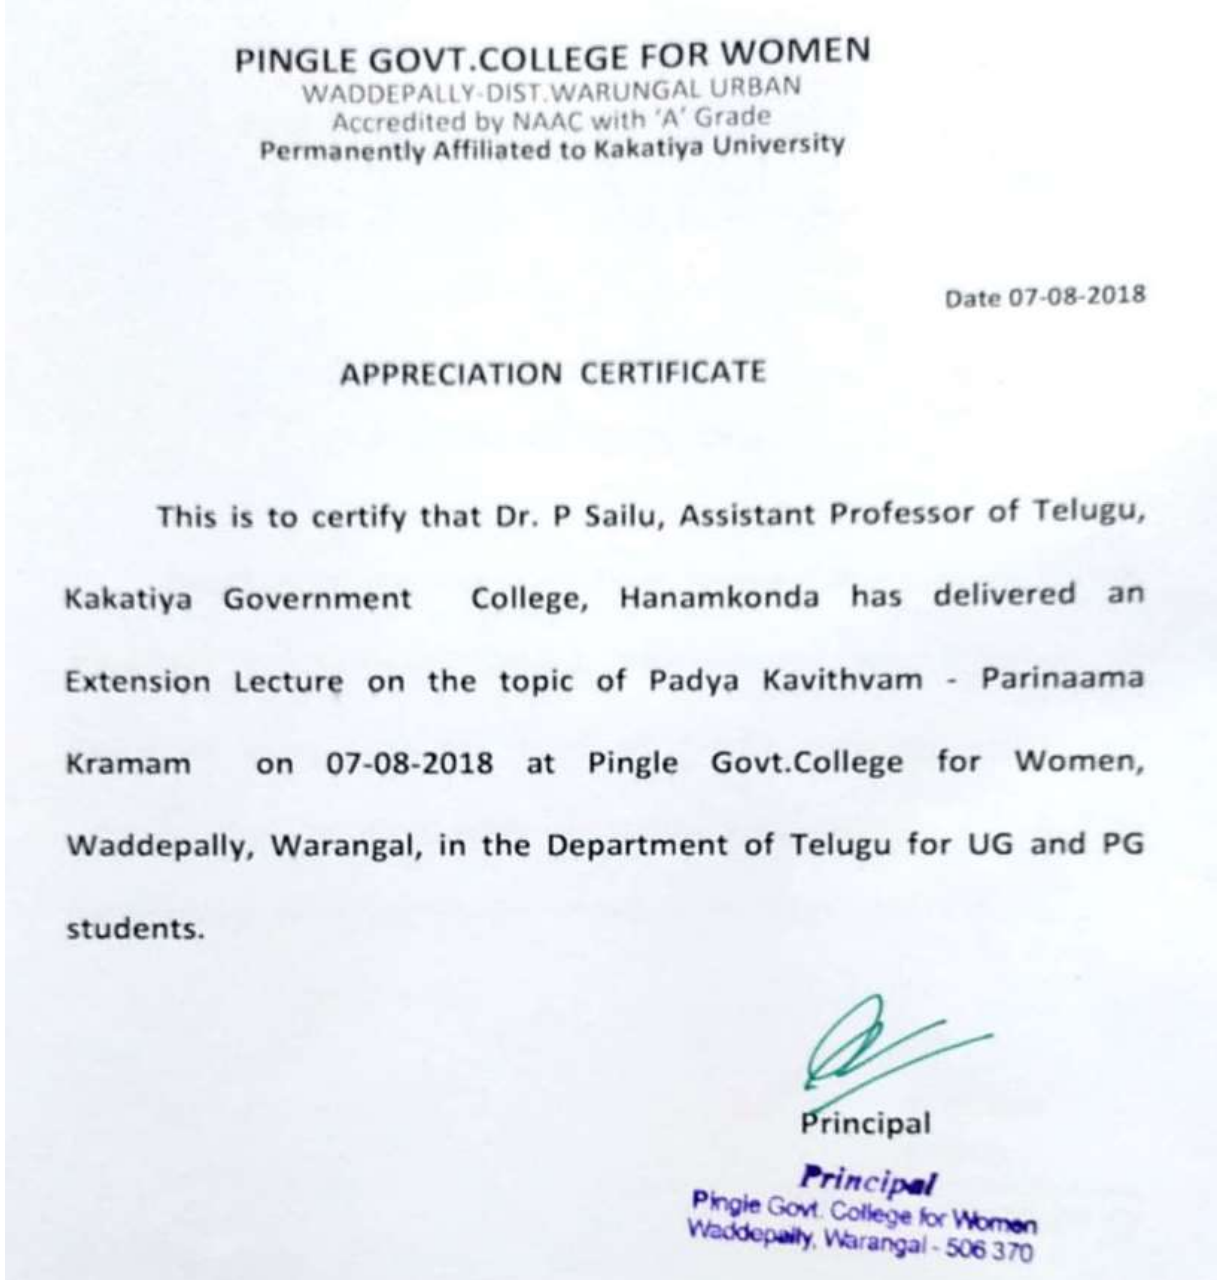 PINGLE GOVT.COLLEGE FOR WOMEN
WADDEPALLY-DIST.WARUNGAL URBAN
Accredited by NAAC with 'A' Grade
Permanently Affiliated to Kakatiya University
Date 07-08-2018
APPRECIATION CERTIFICATE
This is to certify that Dr. P Sailu, Assistant Professor of Telugu,
Kakatiya Government College, Hanamkonda has delivered an
Extension Lecture on the topic of Padya Kavithvam - Parinaama
Kramam on 07-08-2018 at Pingle Govt.College for Women,
Waddepally, Warangal, in the Department of Telugu for UG and PG
students.
Principal
Principal
Pingle Govt. College for Women
Waddepally, Warangal - 506 370